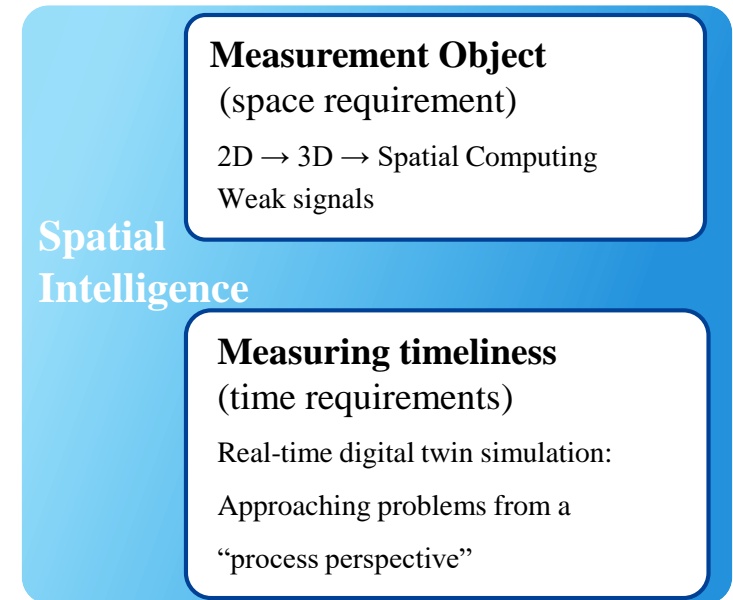 Measurement Object
(space requirement)
2D → 3D → Spatial Computing
Weak signals
Spatial
Intelligence
Measuring timeliness
(time requirements)
Real-time digital twin simulation:
Approaching problems from a
“process perspective”